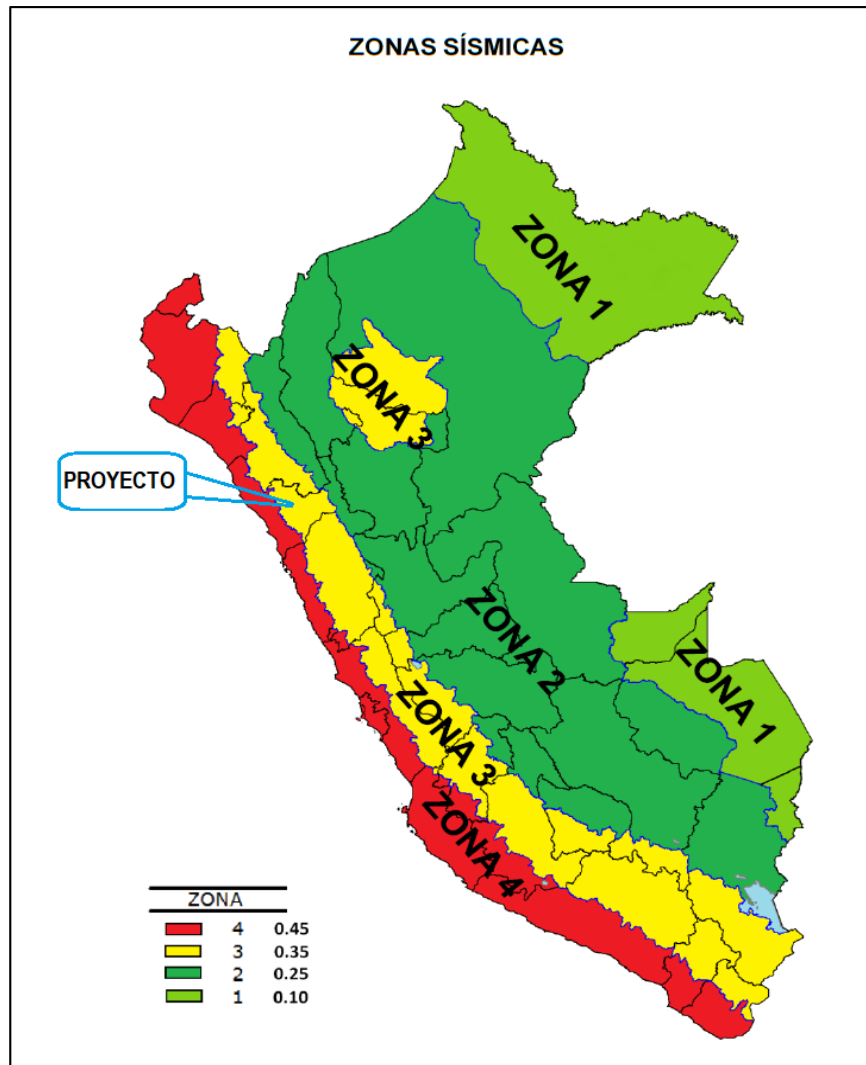 ZONAS SÍSMICAS
ZONA 1
ZONA 3
PROYECTO
ZONA 2
ZONA 1
ZONA 3
ZONA 4
ZONA
4 0.45
3 0.35
2 0.25
1 0.10